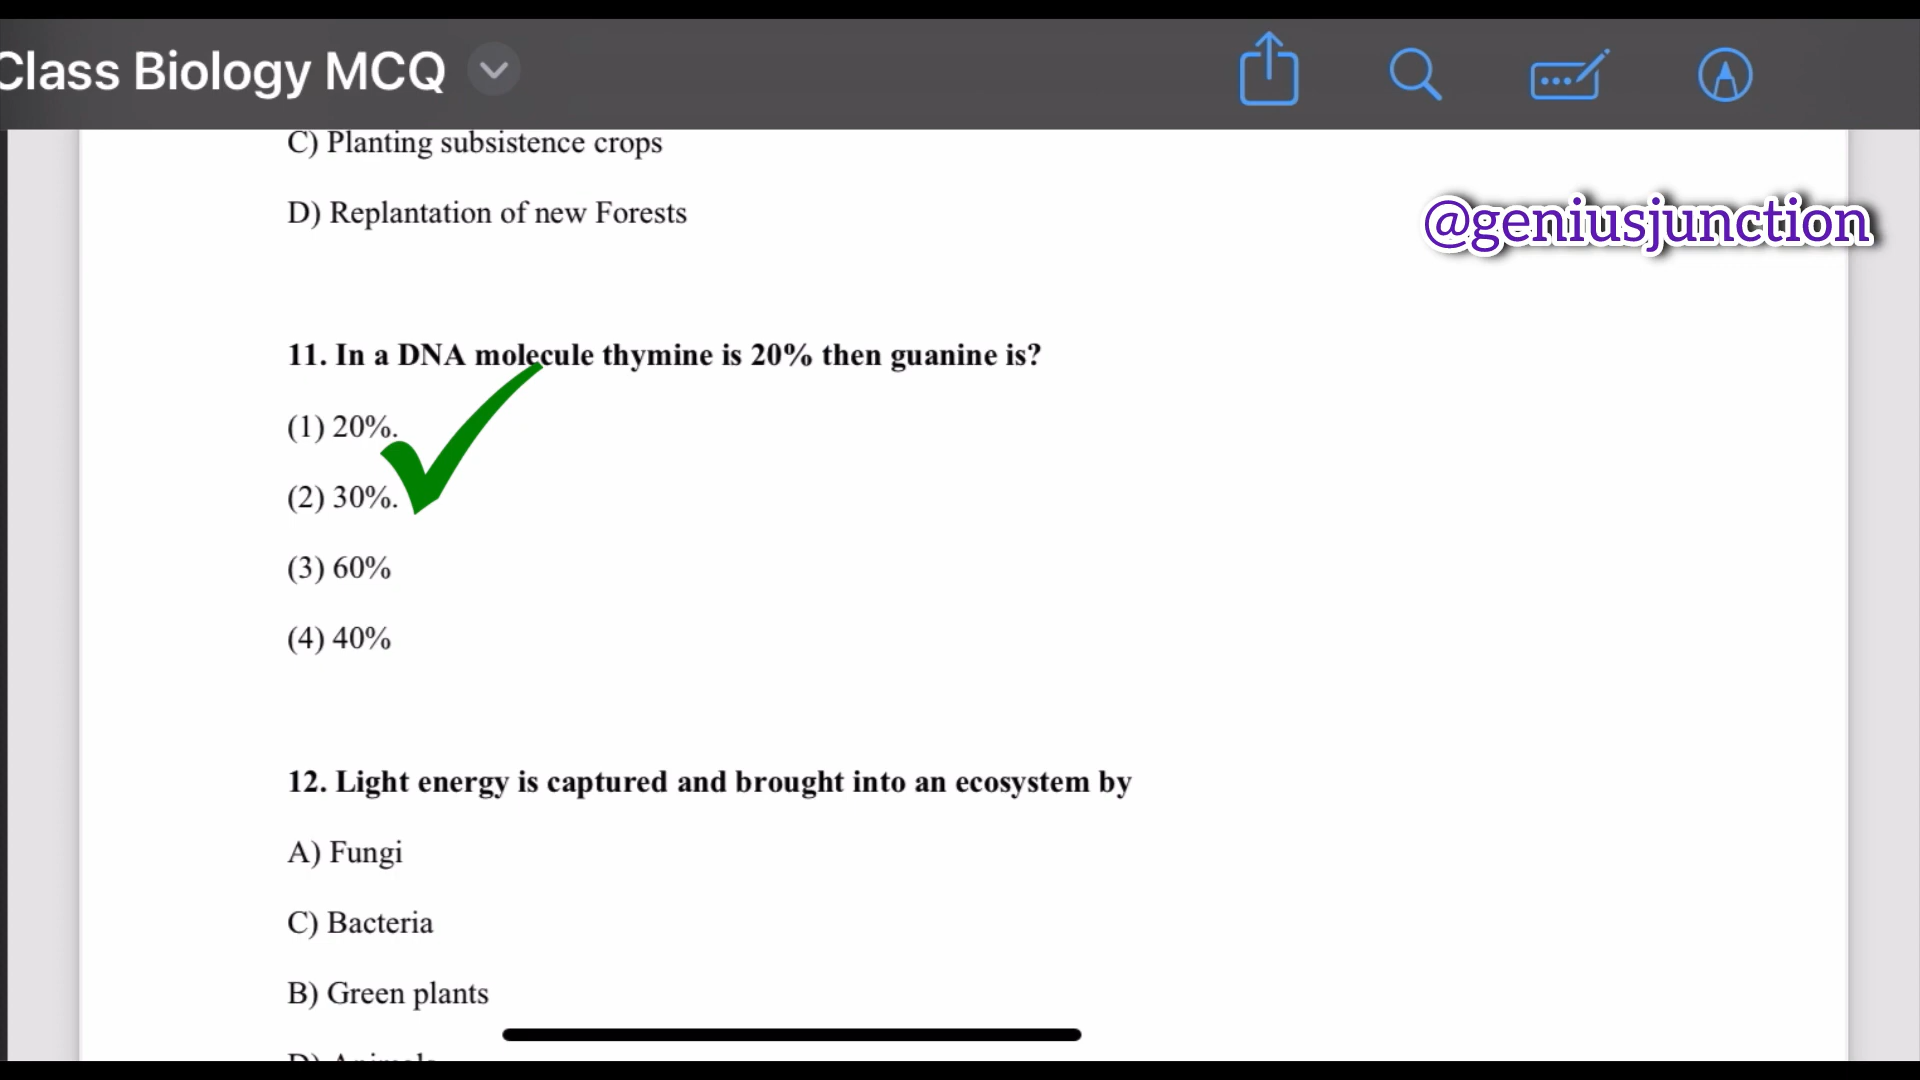 Class Biology MCQ
C) Planting subsistence crops
D) Replantation of new Forests
@geniusjunction
11. In a DNA molecule thymine is 20% then guanine is?
(1) 20%.
(2) 30%.
(3) 60%
(4) 40%
12. Light energy is captured and brought into an ecosystem by
A) Fungi
C) Bacteria
B) Green plants
D) Animals